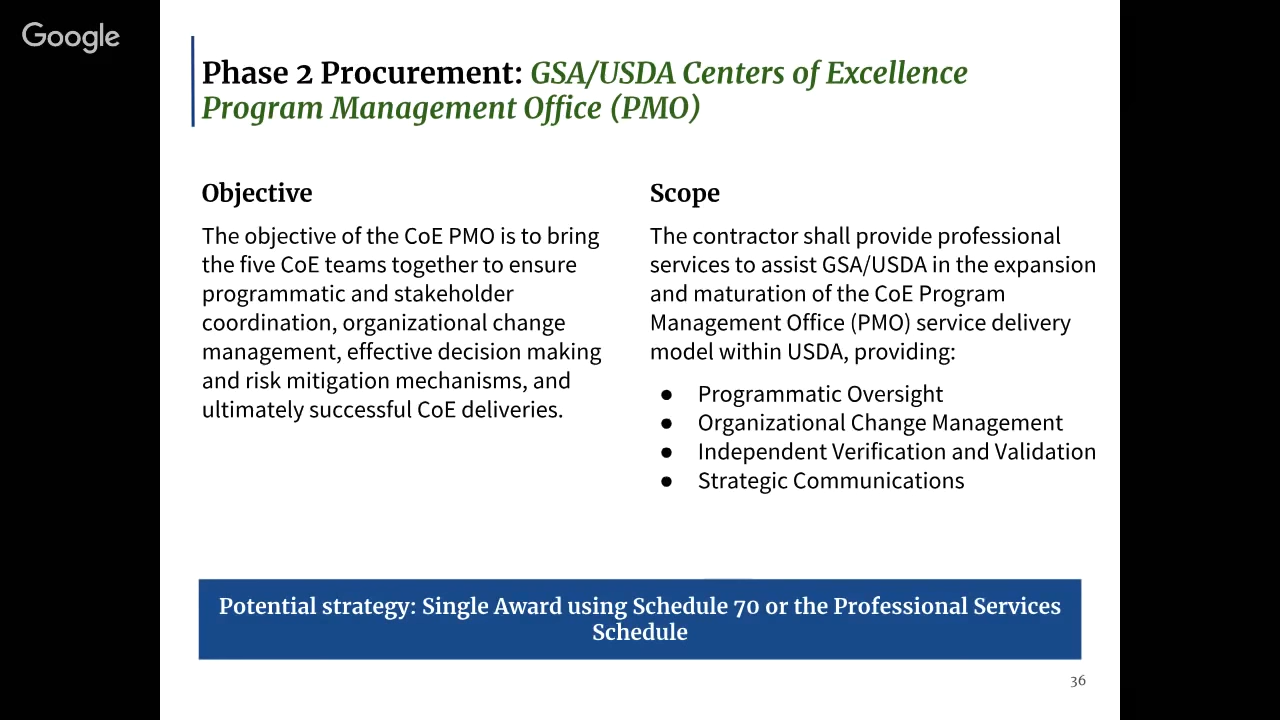 Google
Phase 2 Procurement: GSA/USDA Centers of Excellence
Program Management Office (PMO)
Objective
The objective of the CoE PMO is to bring
the five CoE teams together to ensure
programmatic and stakeholder
coordination, organizational change
management, effective decision making
and risk mitigation mechanisms, and
ultimately successful CoE deliveries.
Scope
The contractor shall provide professional
services to assist GSA/USDA in the expansion
and maturation of the CoE Program
Management Office (PMO) service delivery
model within USDA, providing:
● Programmatic Oversight
● Organizational Change Management
● Independent Verification and Validation
● Strategic Communications
Potential strategy: Single Award using Schedule 70 or the Professional Services
Schedule
36